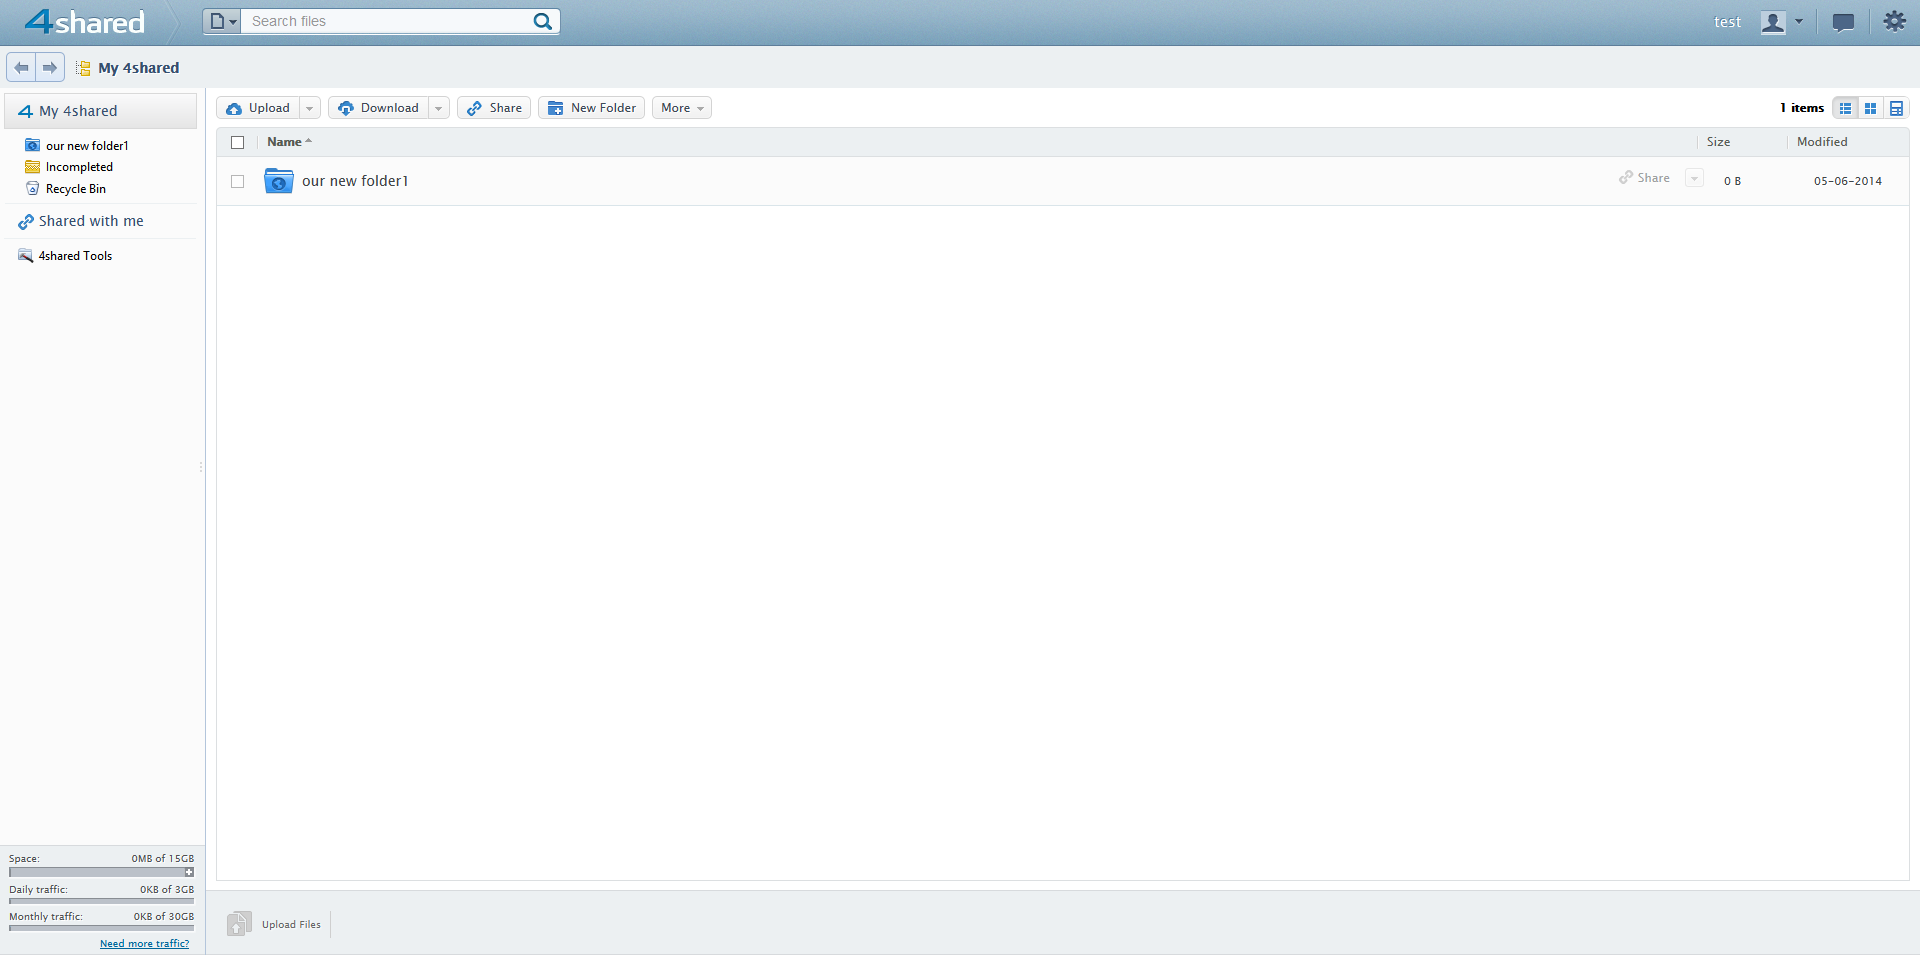 4shared
Search files
test
My 4shared
My 4shared
our new folder1
Incompleted
Recycle Bin
Shared with me
4shared Tools
Upload
Download
Share
New Folder
More
1 items
Name
Size
Modified
our new folder1
Share
0 B
05-06-2014
Space: 0MB of 15GB
Daily traffic: 0KB of 3GB
Monthly traffic: 0KB of 30GB
Need more traffic?
Upload Files